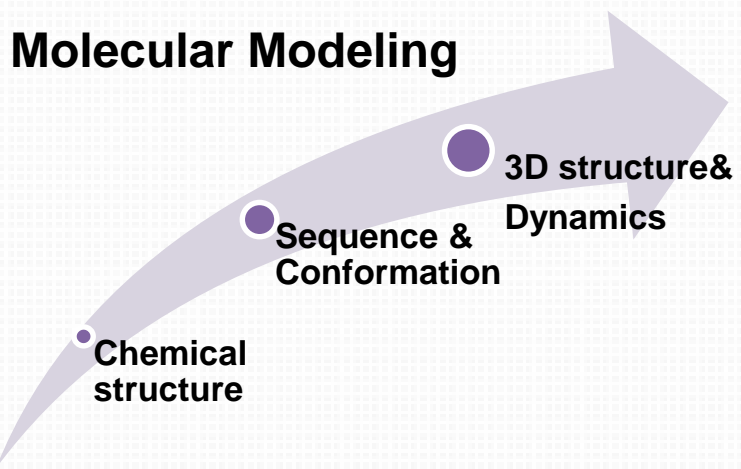 Molecular Modeling
3D structure&
Dynamics
Sequence &
Conformation
Chemical
structure